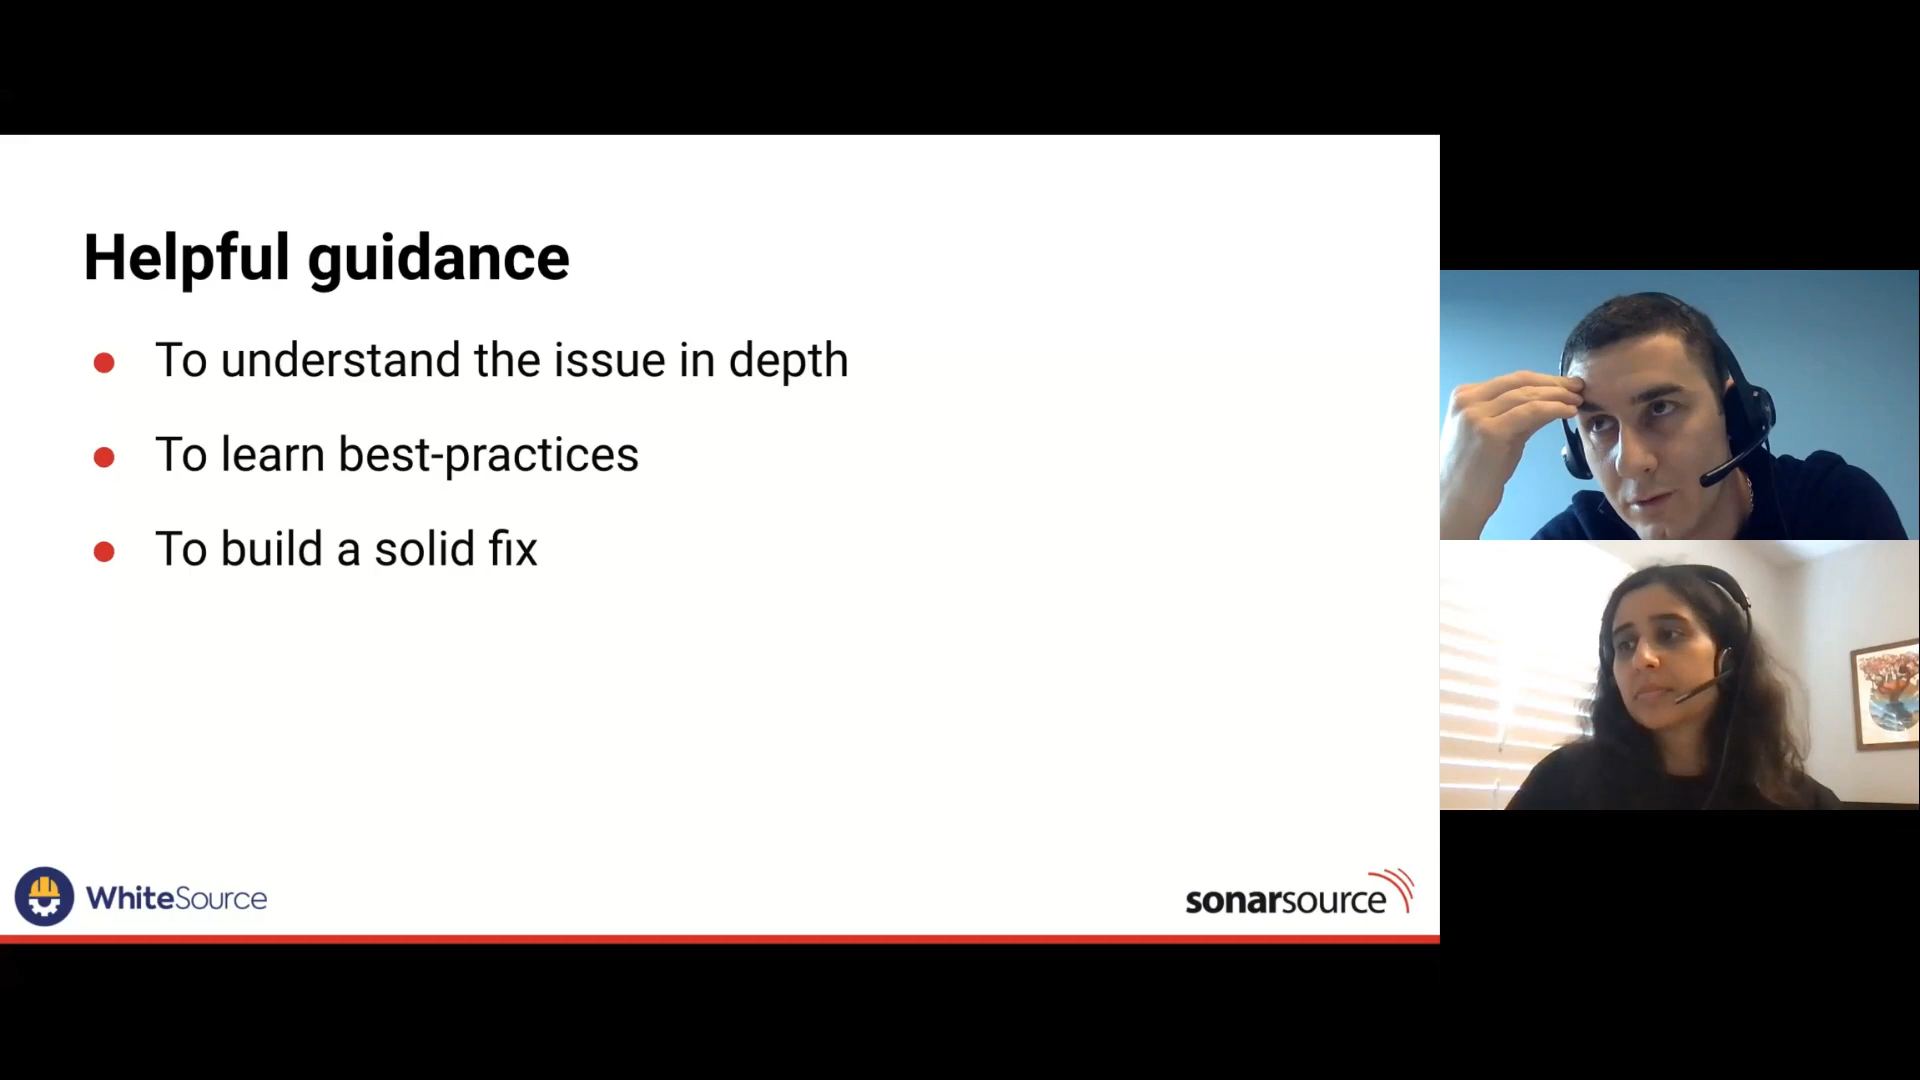 Helpful guidance
To understand the issue in depth
To learn best-practices
To build a solid fix
WhiteSource
sonarsource